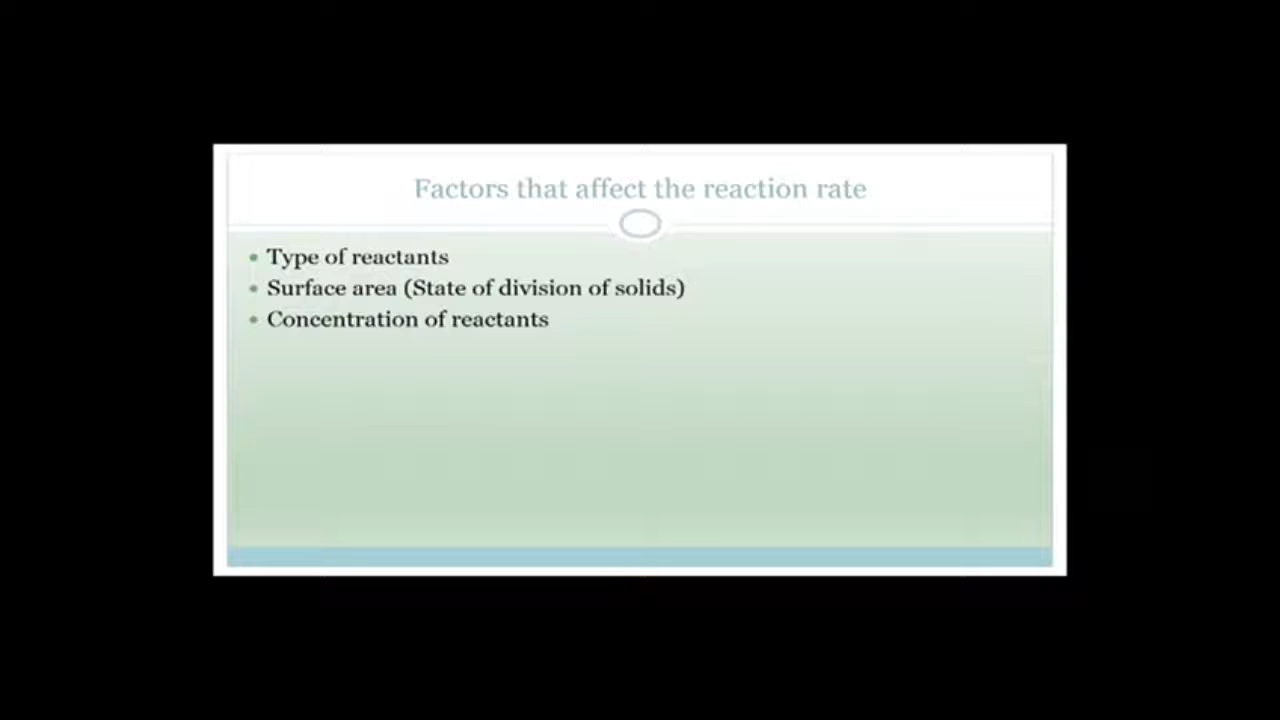 Factors that affect the reaction rate
• Type of reactants
• Surface area (State of division of solids)
• Concentration of reactants